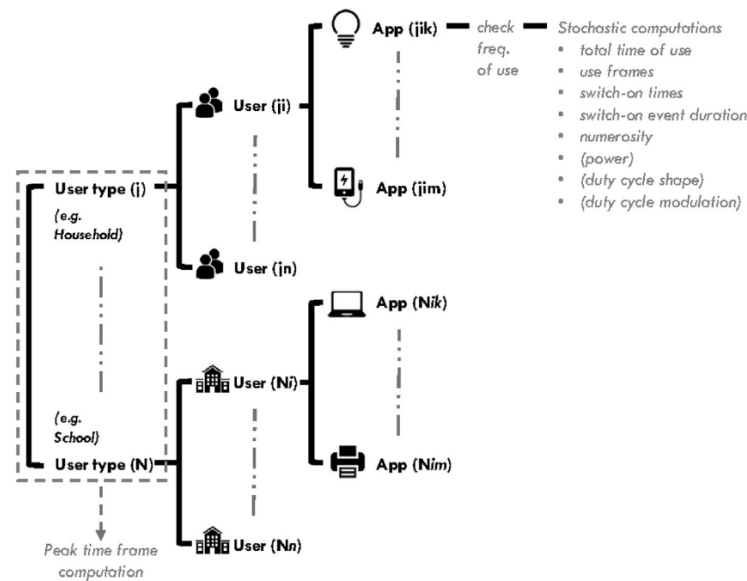 App (jik)
check
freq.
of use
Stochastic computations
• total time of use
• use frames
• switch-on times
• switch-on event duration
• numerosity
• (power)
• (duty cycle shape)
• (duty cycle modulation)
User (ji)
App (jim)
User type (j)
(e.g.
Household)
User (jn)
App (Nik)
User (Ni)
(e.g.
School)
User type (N)
App (Nim)
User (Nn)
Peak time frame
computation